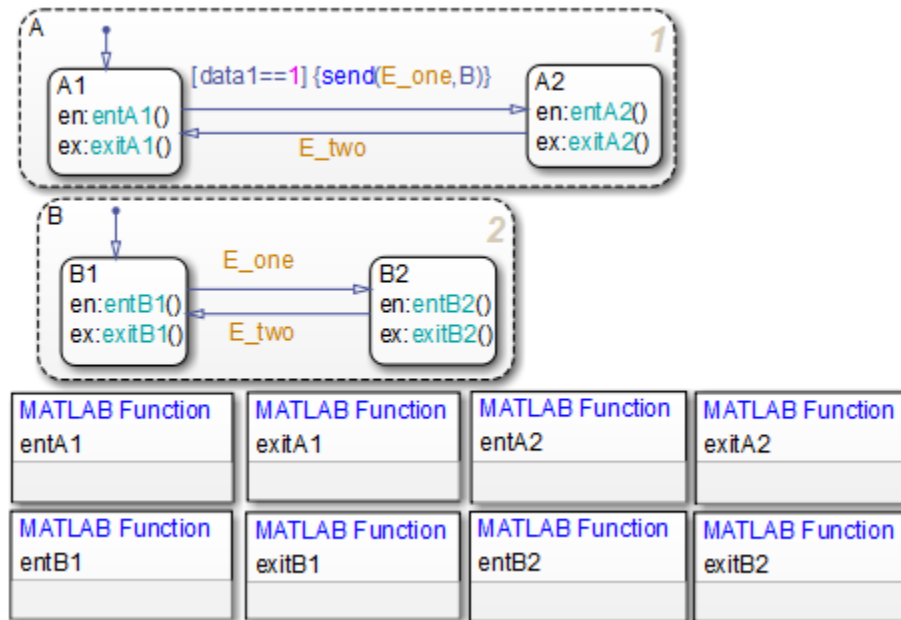 A
1
[data1==1] {send(E_one,B)}
A1
en:entA1()
ex:exitA1()
A2
en:entA2()
ex:exitA2()
E_two
B
2
E_one
B1
en:entB1()
ex:exitB1()
B2
en:entB2()
ex:exitB2()
E_two
MATLAB Function
entA1
MATLAB Function
exitA1
MATLAB Function
entA2
MATLAB Function
exitA2
MATLAB Function
entB1
MATLAB Function
exitB1
MATLAB Function
entB2
MATLAB Function
exitB2